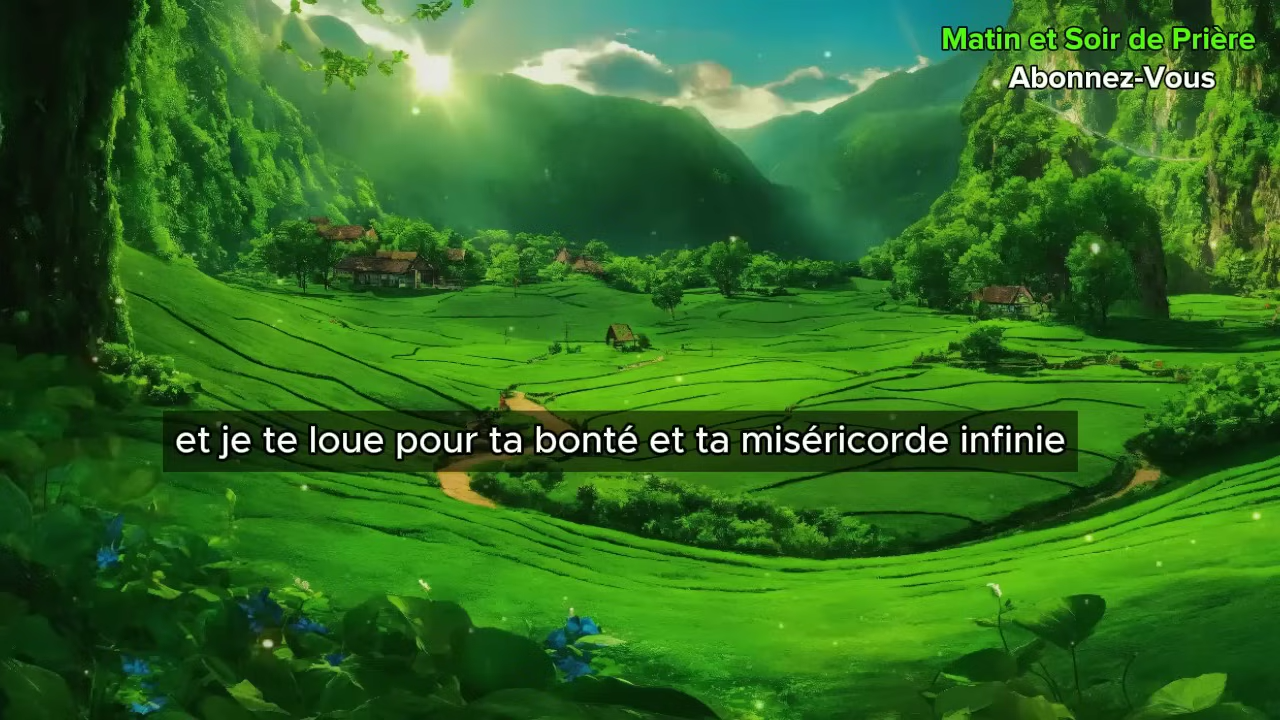 Matin et Soir de Prière
Abonnez-Vous
et je te loue pour ta bonté et ta miséricorde infinie